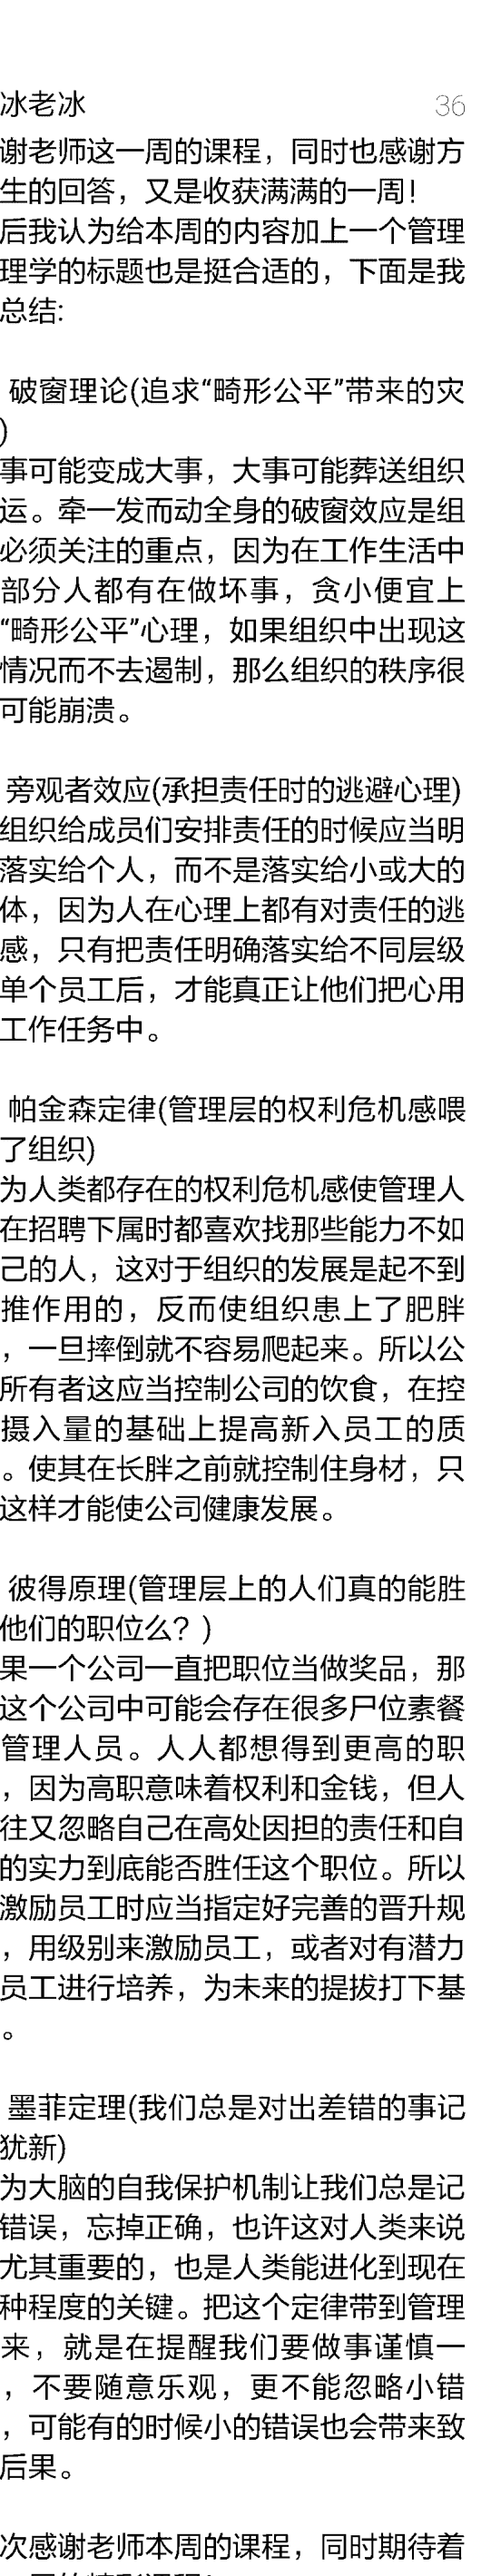 冰老冰
36
谢老师这一周的课程，同时也感谢方
生的回答，又是收获满满的一周！
后我认为给本周的内容加上一个管理
理学的标题也是挺合适的，下面是我
总结:
破窗理论(追求“畸形公平”带来的灾
)
事可能变成大事，大事可能葬送组织
运。牵一发而动全身的破窗效应是组
必须关注的重点，因为在工作生活中
部分人都有在做坏事，贪小便宜上
“畸形公平”心理，如果组织中出现这
情况而不去遏制，那么组织的秩序很
可能崩溃。
旁观者效应(承担责任时的逃避心理)
组织给成员们安排责任的时候应当明
落实给个人，而不是落实给小或大的
体，因为人在心理上都有对责任的逃
感，只有把责任明确落实给不同层级
单个员工后，才能真正让他们把心用
工作任务中。
帕金森定律(管理层的权利危机感喂
了组织)
为人类都存在的权利危机感使管理人
在招聘下属时都喜欢找那些能力不如
己的人，这对于组织的发展是起不到
推作用的，反而使组织患上了肥胖
，一旦摔倒就不容易爬起来。所以公
所有者这应当控制公司的饮食，在控
摄入量的基础上提高新入员工的质
。使其在长胖之前就控制住身材，只
这样才能使公司健康发展。
彼得原理(管理层上的人们真的能胜
他们的职位么？)
果一个公司一直把职位当做奖品，那
这个公司中可能会存在很多尸位素餐
管理人员。人人都想得到更高的职
，因为高职意味着权利和金钱，但人
往又忽略自己在高处因担的责任和自
的实力到底能否胜任这个职位。所以
激励员工时应当指定好完善的晋升规
，用级别来激励员工，或者对有潜力
员工进行培养，为未来的提拔打下基
。
墨菲定理(我们总是对出差错的事记
犹新)
为大脑的自我保护机制让我们总是记
错误，忘掉正确，也许这对人类来说
尤其重要的，也是人类能进化到现在
种程度的关键。把这个定律带到管理
来，就是在提醒我们要做事谨慎一
，不要随意乐观，更不能忽略小错
，可能有的时候小的错误也会带来致
后果。
次感谢老师本周的课程，同时期待着